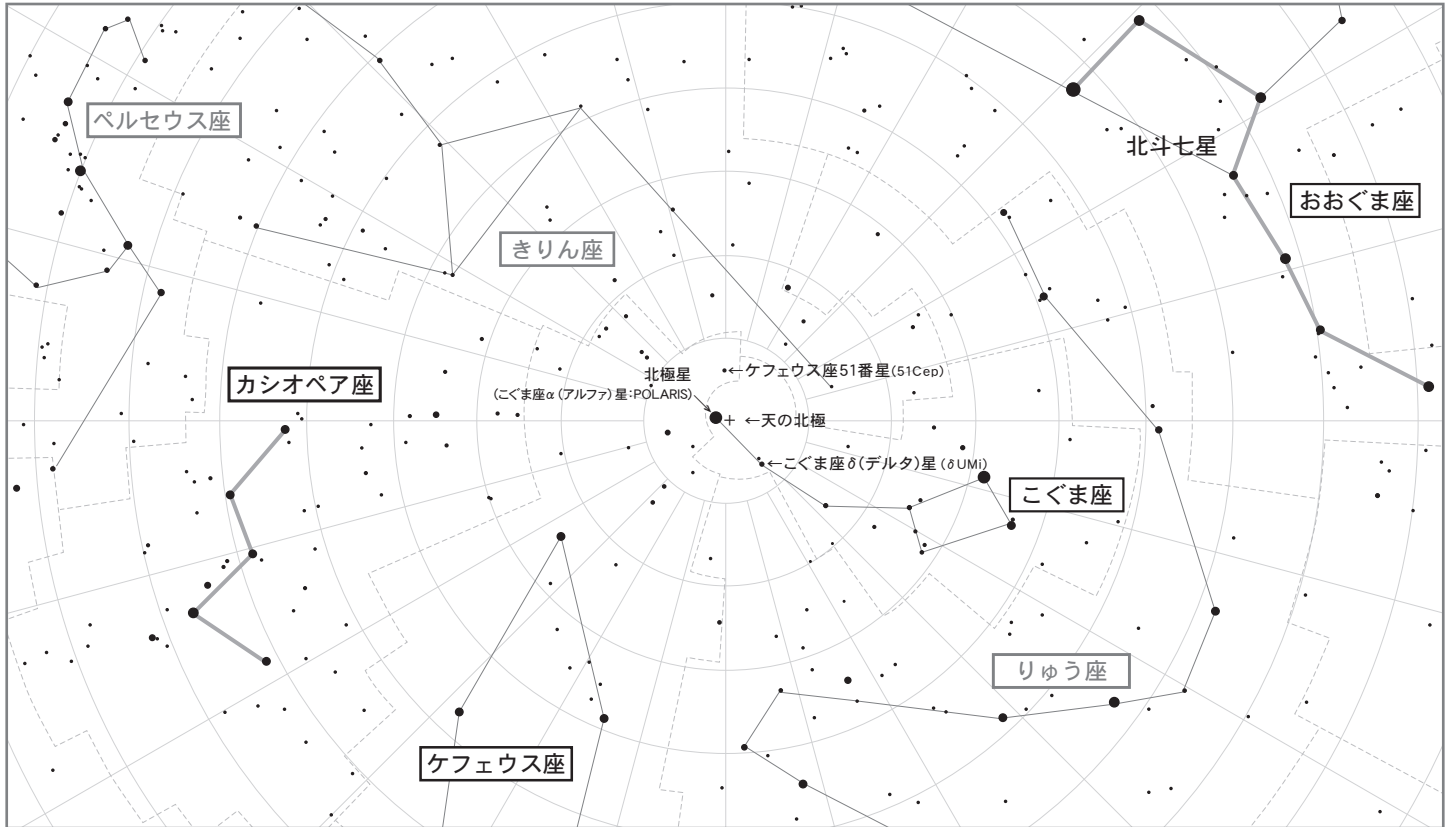 ペルセウス座
北斗七星
おおぐま座
きりん座
カシオペア座
北極星
(こぐま座α(アルファ)星:POLARIS)
←ケフェウス座51番星(51Cep)
+ ←天の北極
←こぐま座δ(デルタ)星(δUMi)
こぐま座
りゅう座
ケフェウス座